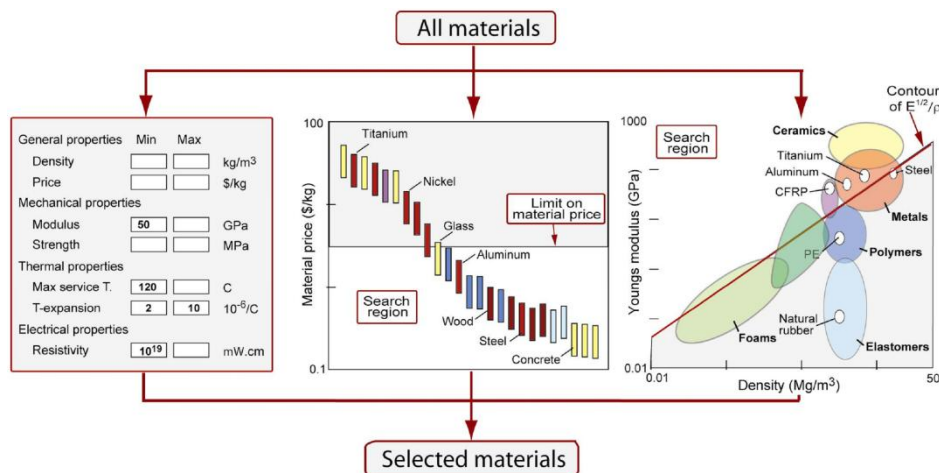 All materials
General properties Min Max
Density kg/m³
Price $/kg
Mechanical properties
Modulus 50 GPa
Strength MPa
Thermal properties
Max service T. 120 C
T-expansion 2 10 10⁻⁶/C
Electrical properties
Resistivity 10¹⁹ mW.cm
100
Material price ($/kg)
0.1
Titanium
Nickel
Glass
Limit on
material price
Aluminum
Search
region
Wood
Steel
Concrete
1000
Youngs modulus (GPa)
0.01
Search
region
Contour
of E¹/²/ρ
Ceramics
Titanium
Aluminum
Steel
CFRP
Metals
PE
Polymers
Natural
rubber
Foams
Elastomers
0.01
Density (Mg/m³)
50
Selected materials